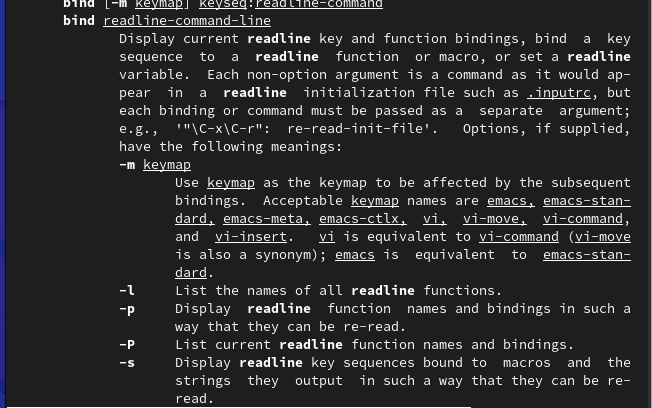 bind [-m keymap] keyseq:readline-command
bind readline-command-line
Display current readline key and function bindings, bind a key
sequence to a readline function or macro, or set a readline
variable. Each non-option argument is a command as it would ap-
pear in a readline initialization file such as .inputrc, but
each binding or command must be passed as a separate argument;
e.g., '"\C-x\C-r": re-read-init-file'. Options, if supplied,
have the following meanings:
-m keymap
Use keymap as the keymap to be affected by the subsequent
bindings. Acceptable keymap names are emacs, emacs-stan-
dard, emacs-meta, emacs-ctlx, vi, vi-move, vi-command,
and vi-insert. vi is equivalent to vi-command (vi-move
is also a synonym); emacs is equivalent to emacs-stan-
dard.
-l List the names of all readline functions.
-p Display readline function names and bindings in such a
way that they can be re-read.
-P List current readline function names and bindings.
-s Display readline key sequences bound to macros and the
strings they output in such a way that they can be re-
read.